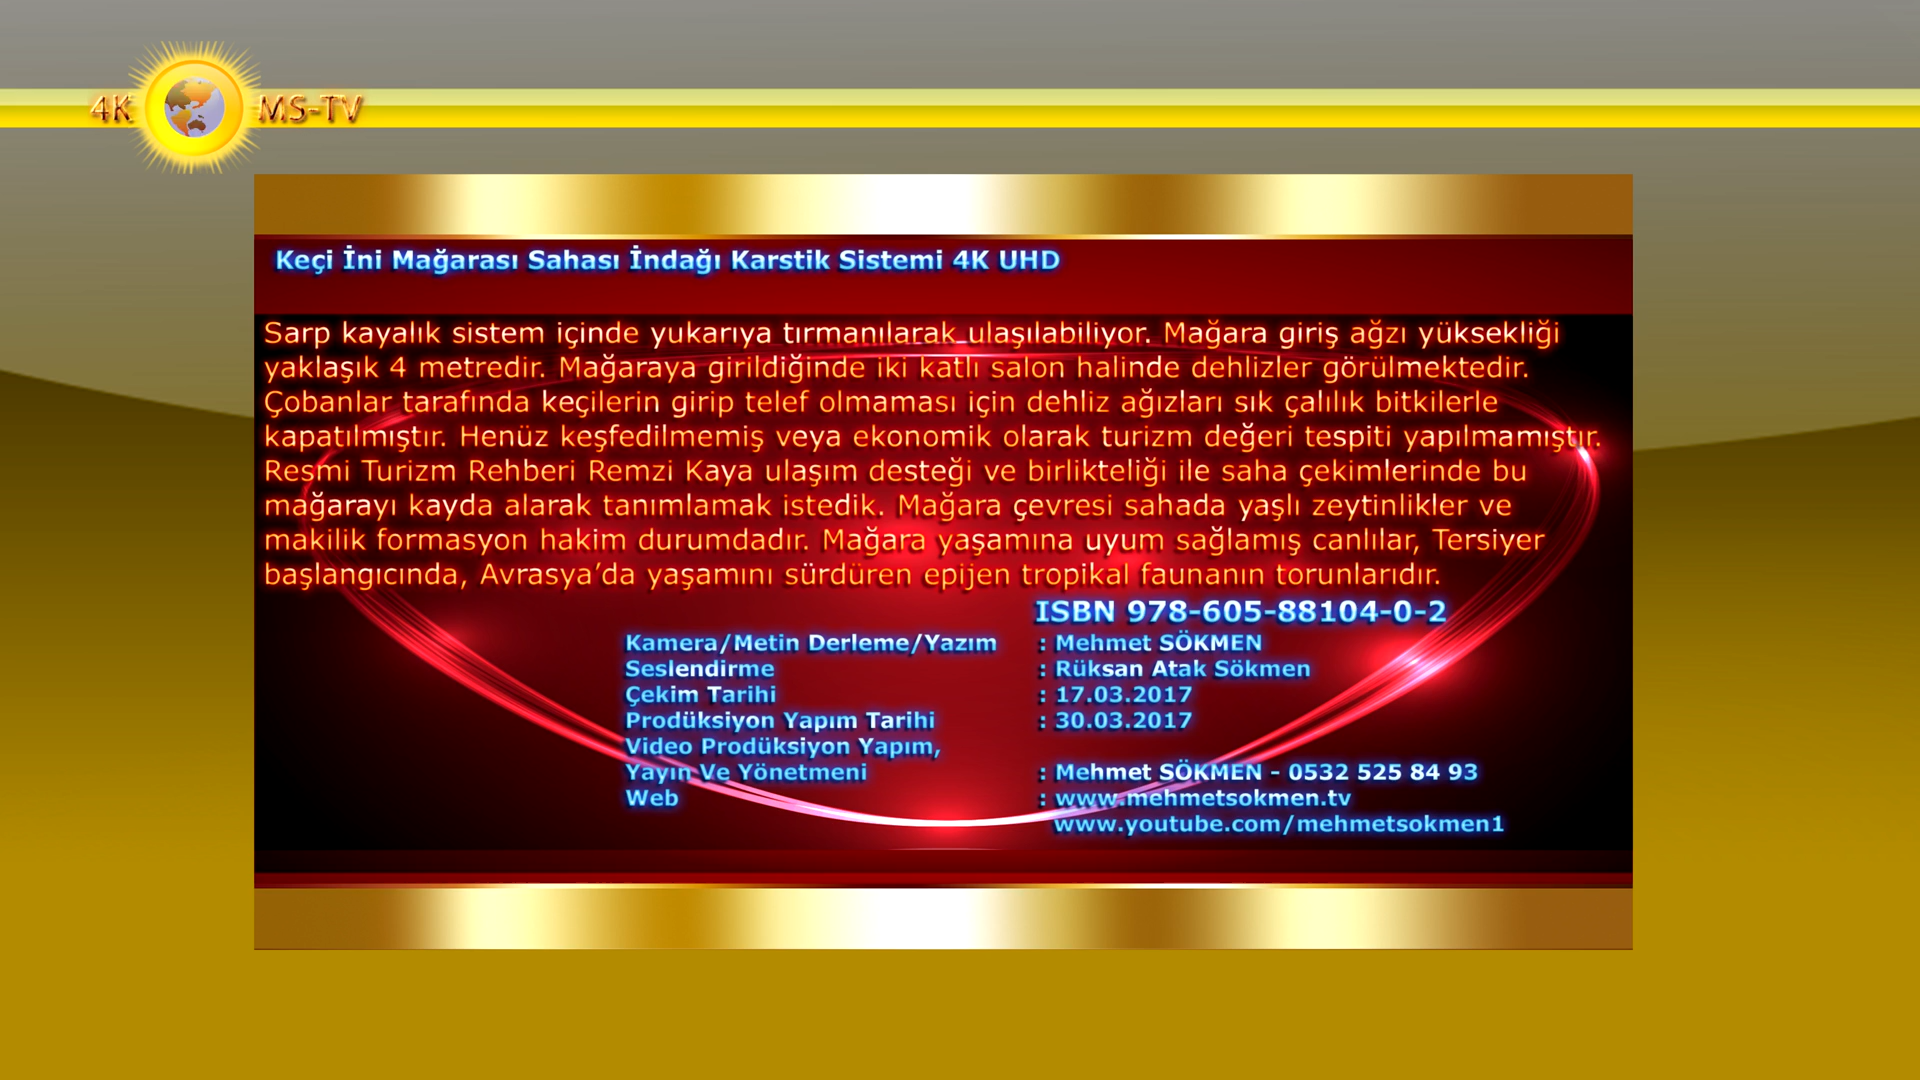 4K MS-TV
Keçi İni Mağarası Sahası İndağı Karstik Sistemi 4K UHD
Sarp kayalık sistem içinde yukarıya tırmanılarak ulaşılabiliyor. Mağara giriş ağzı yüksekliği
yaklaşık 4 metredir. Mağaraya girildiğinde iki katlı salon halinde dehlizler görülmektedir.
Çobanlar tarafında keçilerin girip telef olmaması için dehliz ağızları sık çalılık bitkilerle
kapatılmıştır. Henüz keşfedilmemiş veya ekonomik olarak turizm değeri tespiti yapılmamıştır.
Resmi Turizm Rehberi Remzi Kaya ulaşım desteği ve birlikteliği ile saha çekimlerinde bu
mağarayı kayda alarak tanımlamak istedik. Mağara çevresi sahada yaşlı zeytinlikler ve
makilik formasyon hakim durumdadır. Mağara yaşamına uyum sağlamış canlılar, Tersiyer
başlangıcında, Avrasya’da yaşamını sürdüren epijen tropikal faunanın torunlarıdır.
ISBN 978-605-88104-0-2
Kamera/Metin Derleme/Yazım : Mehmet SÖKMEN
Seslendirme : Rüksan Atak Sökmen
Çekim Tarihi : 17.03.2017
Prodüksiyon Yapım Tarihi : 30.03.2017
Video Prodüksiyon Yapım,
Yayın Ve Yönetmeni : Mehmet SÖKMEN - 0532 525 84 93
Web : www.mehmetsokmen.tv
www.youtube.com/mehmetsokmen1